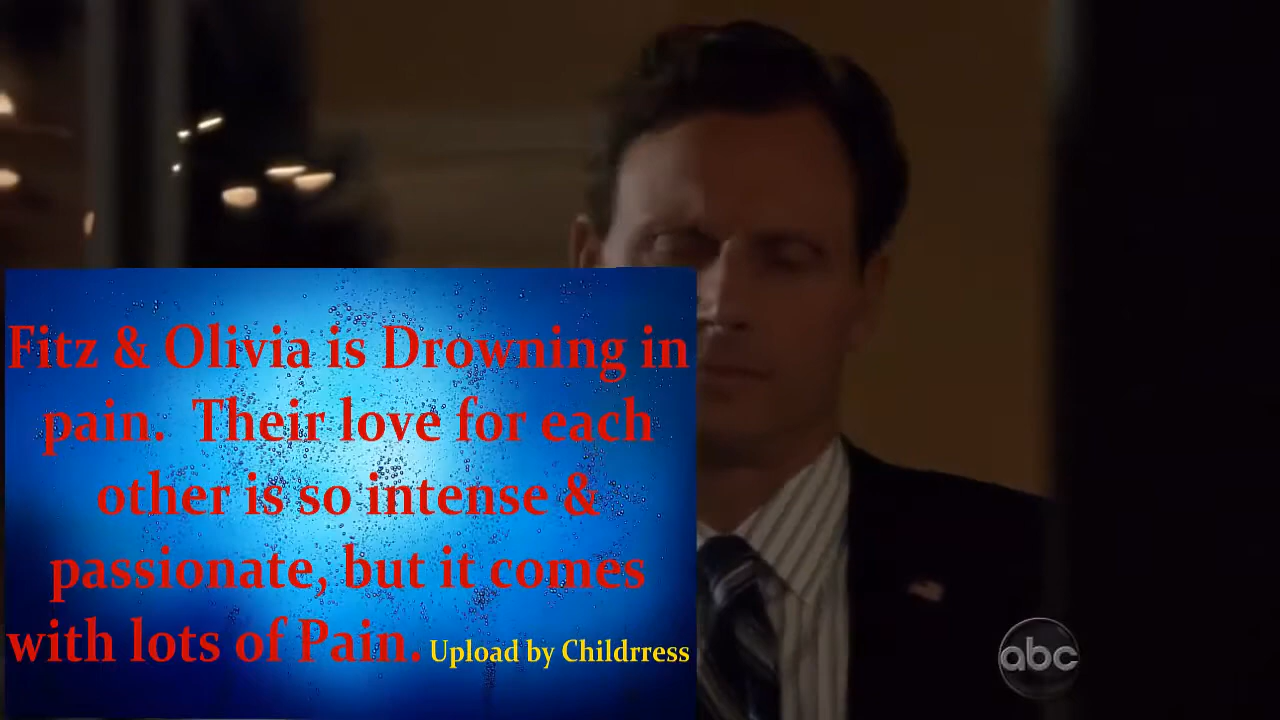 Fitz & Olivia is Drowning in
pain. Their love for each
other is so intense &
passionate, but it comes
with lots of Pain. Upload by Childrress
abc